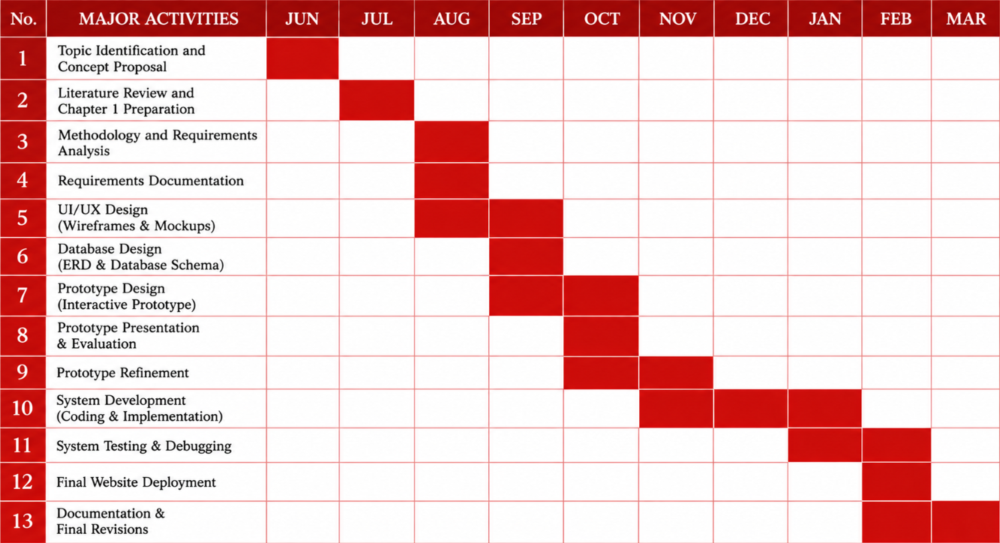 No. MAJOR ACTIVITIES JUN JUL AUG SEP OCT NOV DEC JAN FEB MAR
1 Topic Identification and
Concept Proposal
2 Literature Review and
Chapter 1 Preparation
3 Methodology and Requirements
Analysis
4 Requirements Documentation
5 UI/UX Design
(Wireframes & Mockups)
6 Database Design
(ERD & Database Schema)
7 Prototype Design
(Interactive Prototype)
8 Prototype Presentation
& Evaluation
9 Prototype Refinement
10 System Development
(Coding & Implementation)
11 System Testing & Debugging
12 Final Website Deployment
13 Documentation &
Final Revisions